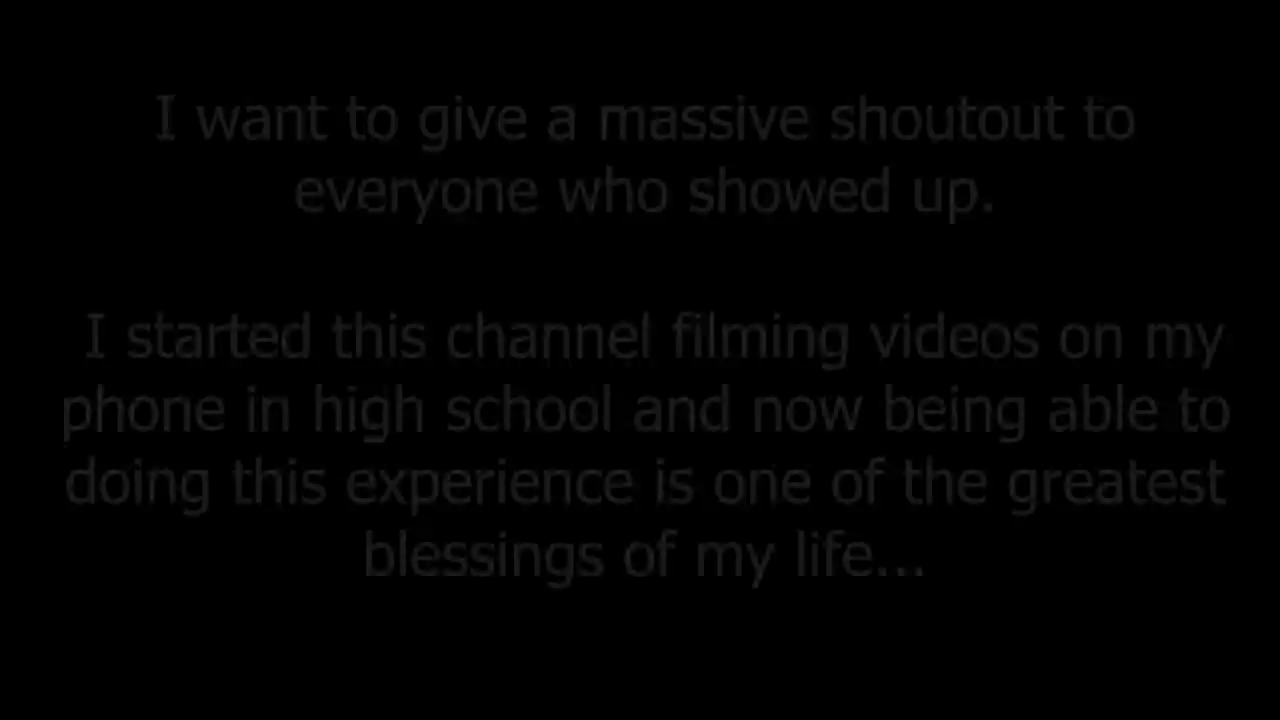 I want to give a massive shoutout to
everyone who showed up.
I started this channel filming videos on my
phone in high school and now being able to
doing this experience is one of the greatest
blessings of my life...